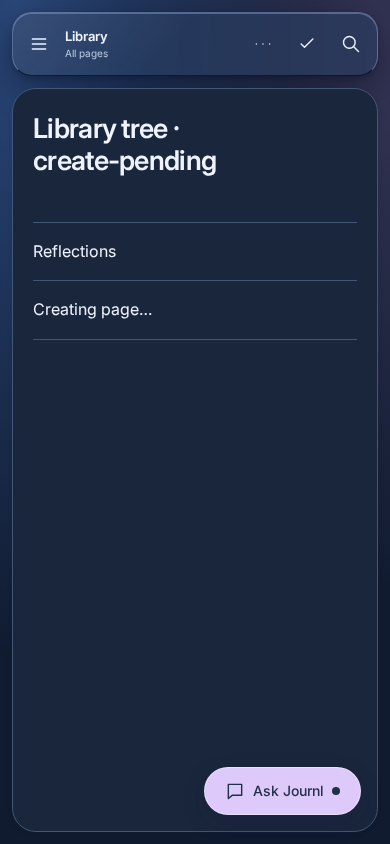 Library
All pages
Library tree ·
create-pending
Reflections
Creating page...
Ask Journl